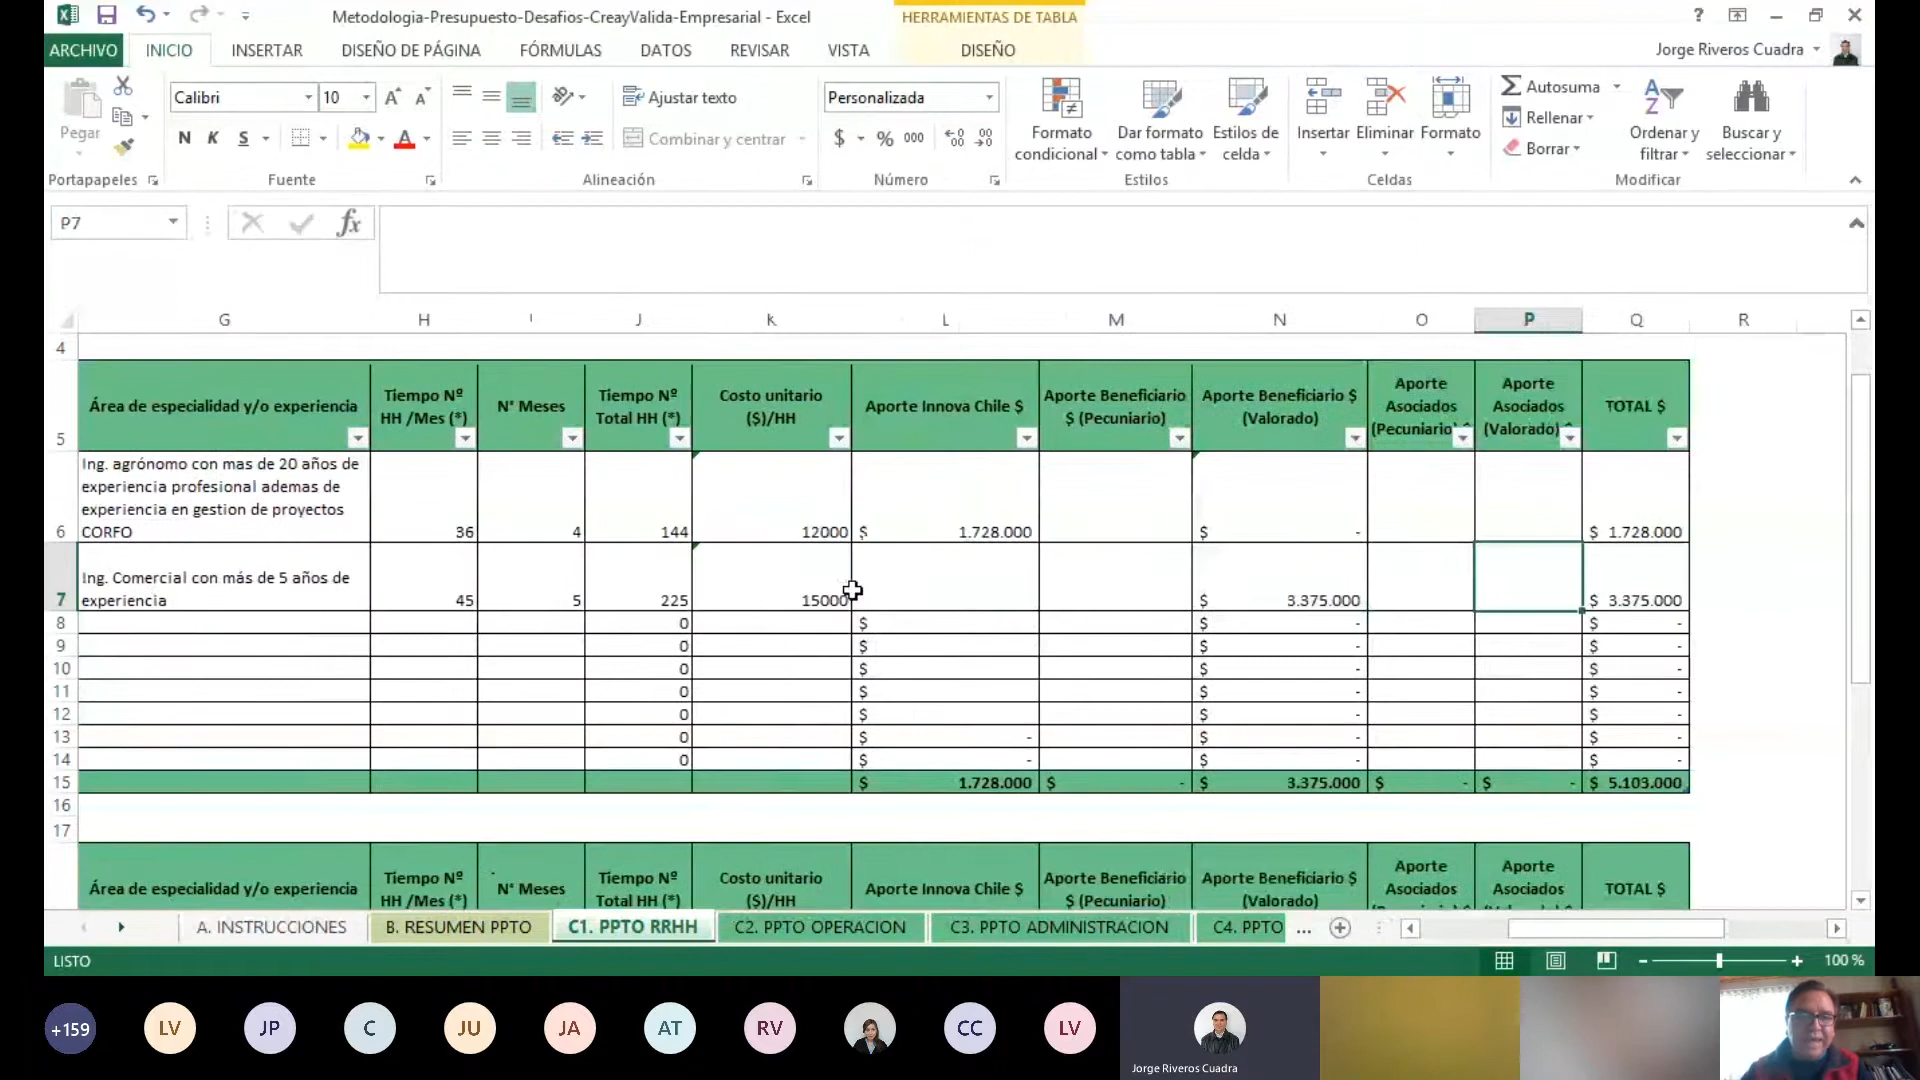 Metodologia-Presupuesto-Desafios-CreayValida-Empresarial - Excel
HERRAMIENTAS DE TABLA
?
ARCHIVO INICIO INSERTAR DISEÑO DE PÁGINA FÓRMULAS DATOS REVISAR VISTA DISEÑO
Jorge Riveros Cuadra
Pegar
Portapapeles
Calibri 10
N K S
Fuente
Ajustar texto
Combinar y centrar
Alineación
Personalizada
$ % 000
Número
Formato condicional
Dar formato como tabla
Estilos de celda
Estilos
Insertar Eliminar Formato
Celdas
Autosuma
Rellenar
Borrar
Ordenar y filtrar
Buscar y seleccionar
Modificar
P7
fx
G H I J K L M N O P Q R
4
5 Área de especialidad y/o experiencia Tiempo Nº HH /Mes (*) N° Meses Tiempo Nº Total HH (*) Costo unitario ($)/HH Aporte Innova Chile $ Aporte Beneficiario $ (Pecuniario) Aporte Beneficiario $ (Valorado) Aporte Asociados (Pecuniario) Aporte Asociados (Valorado) TOTAL $
Ing. agrónomo con mas de 20 años de
experiencia profesional ademas de
experiencia en gestion de proyectos
6 CORFO 36 4 144 12000 $ 1.728.000 $ - $ 1.728.000
Ing. Comercial con más de 5 años de
7 experiencia 45 5 225 15000 $ 3.375.000 $ 3.375.000
8 0 $ $ - $ -
9 0 $ $ - $ -
10 0 $ $ - $ -
11 0 $ $ - $ -
12 0 $ $ - $ -
13 0 $ - $ - $ -
14 0 $ - $ - $ -
15 $ 1.728.000 $ - $ 3.375.000 $ - $ - $ 5.103.000
16
17
Área de especialidad y/o experiencia Tiempo Nº HH /Mes (*) N° Meses Tiempo Nº Total HH (*) Costo unitario ($)/HH Aporte Innova Chile $ Aporte Beneficiario $ (Pecuniario) Aporte Beneficiario $ (Valorado) Aporte Asociados Aporte Asociados TOTAL $
A. INSTRUCCIONES B. RESUMEN PPTO C1. PPTO RRHH C2. PPTO OPERACION C3. PPTO ADMINISTRACION C4. PPTO ...
LISTO
100 %
+159 LV JP C JU JA AT RV CC LV
Jorge Riveros Cuadra